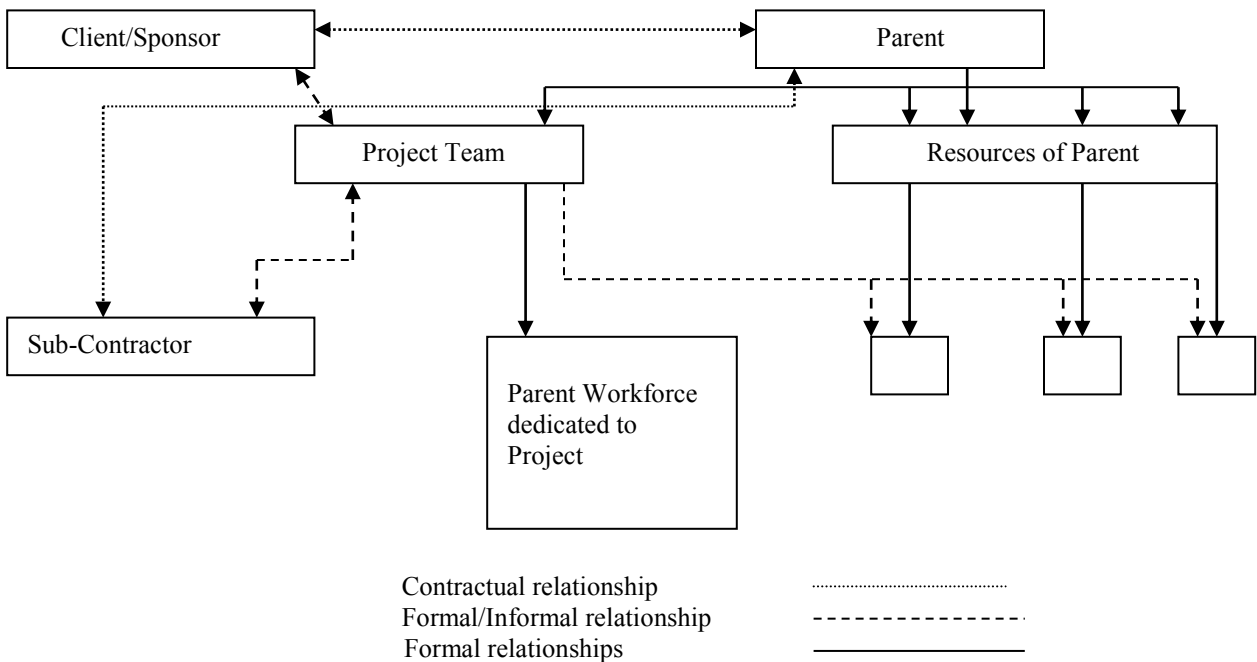 Client/Sponsor
Parent
Project Team
Resources of Parent
Sub-Contractor
Parent Workforce
dedicated to
Project
Contractual relationship
Formal/Informal relationship
Formal relationships